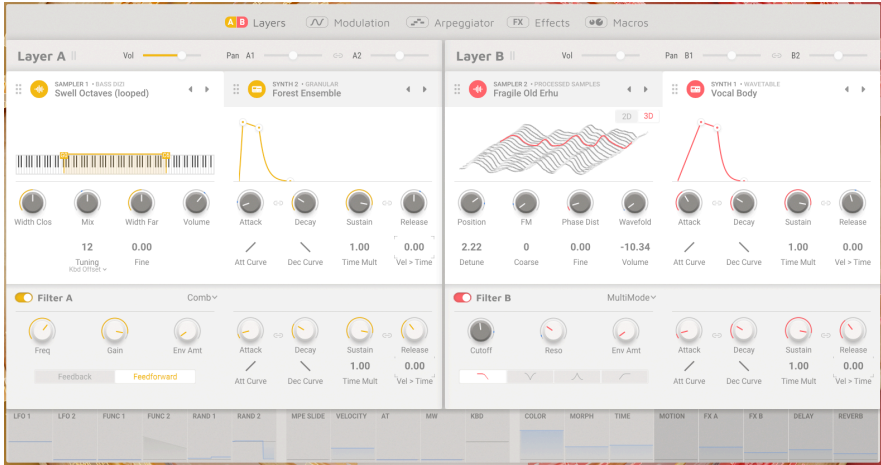 A B Layers Modulation Arpeggiator FX Effects Macros
Layer A Vol Pan A1 A2
Layer B Vol Pan B1 B2
SAMPLER 1 • BASS DIZI
Swell Octaves (looped)
SYNTH 2 • GRANULAR
Forest Ensemble
SAMPLER 2 • PROCESSED SAMPLES
Fragile Old Erhu
SYNTH 1 • WAVETABLE
Vocal Body
2D 3D
Width Clos Mix Width Far Volume
Attack Decay Sustain Release
Position FM Phase Dist Wavefold
Attack Decay Sustain Release
12 0.00
Tuning Fine
Kbd Offset
1.00 0.00
Att Curve Dec Curve Time Mult Vel > Time
2.22 0 0.00 -10.34
Detune Coarse Fine Volume
1.00 0.00
Att Curve Dec Curve Time Mult Vel > Time
Filter A Comb
Filter B MultiMode
Freq Gain Env Amt
Attack Decay Sustain Release
Cutoff Reso Env Amt
Attack Decay Sustain Release
Feedback Feedforward
1.00 0.00
Att Curve Dec Curve Time Mult Vel > Time
1.00 0.00
Att Curve Dec Curve Time Mult Vel > Time
LFO 1 LFO 2 FUNC 1 FUNC 2 RAND 1 RAND 2 MPE SLIDE VELOCITY AT MW KBD COLOR MORPH TIME MOTION FX A FX B DELAY REVERB